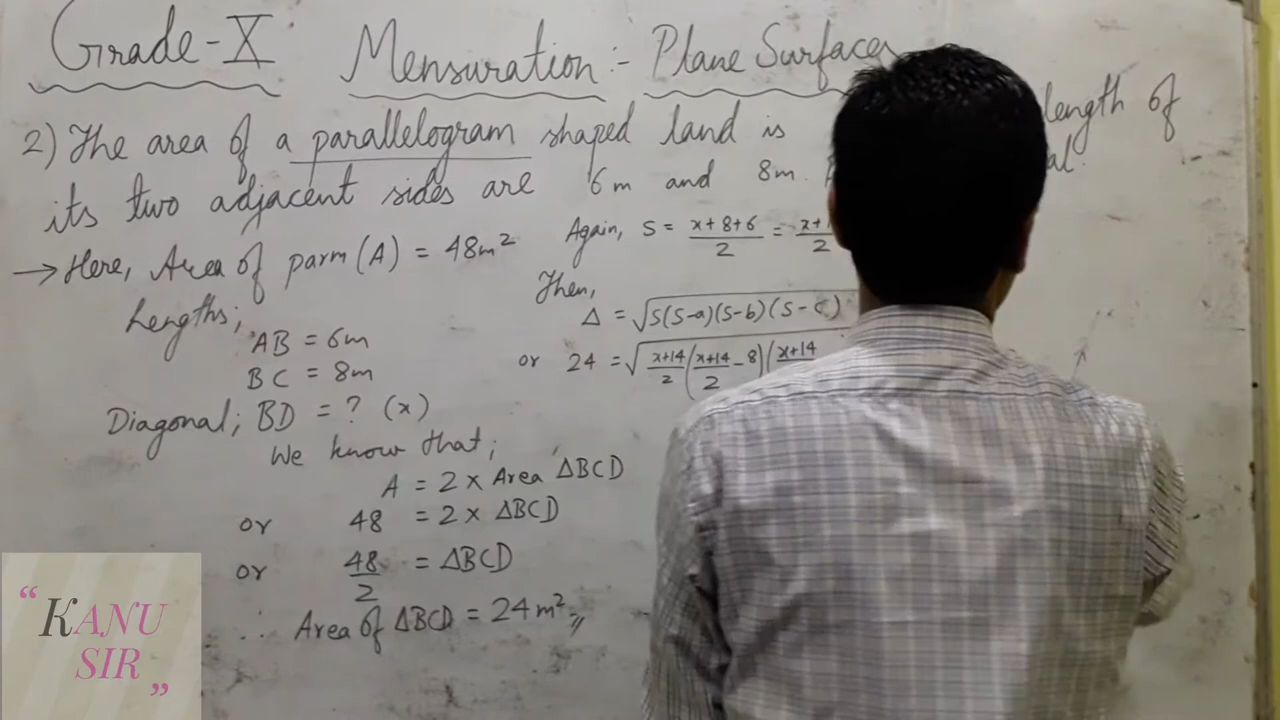 Grade-X Mensuration:- Plane Surfaces
2) The area of a parallelogram shaped land is length of
its two adjacent sides are 6m and 8m.
→ Here, Area of parm (A) = 48m²
Lengths;
AB = 6m
BC = 8m
Diagonal; BD = ? (x)
We know that;
A = 2 × Area ΔBCD
or 48 = 2 × ΔBCD
or 48/2 = ΔBCD
∴ Area of ΔBCD = 24m²//
Again, S = x+8+6/2 = x+
2
Then,
Δ = √S(S-a)(S-b)(S-c)
or 24 = √x+14/2 (x+14/2 - 8)(x+14
“KANU
SIR”